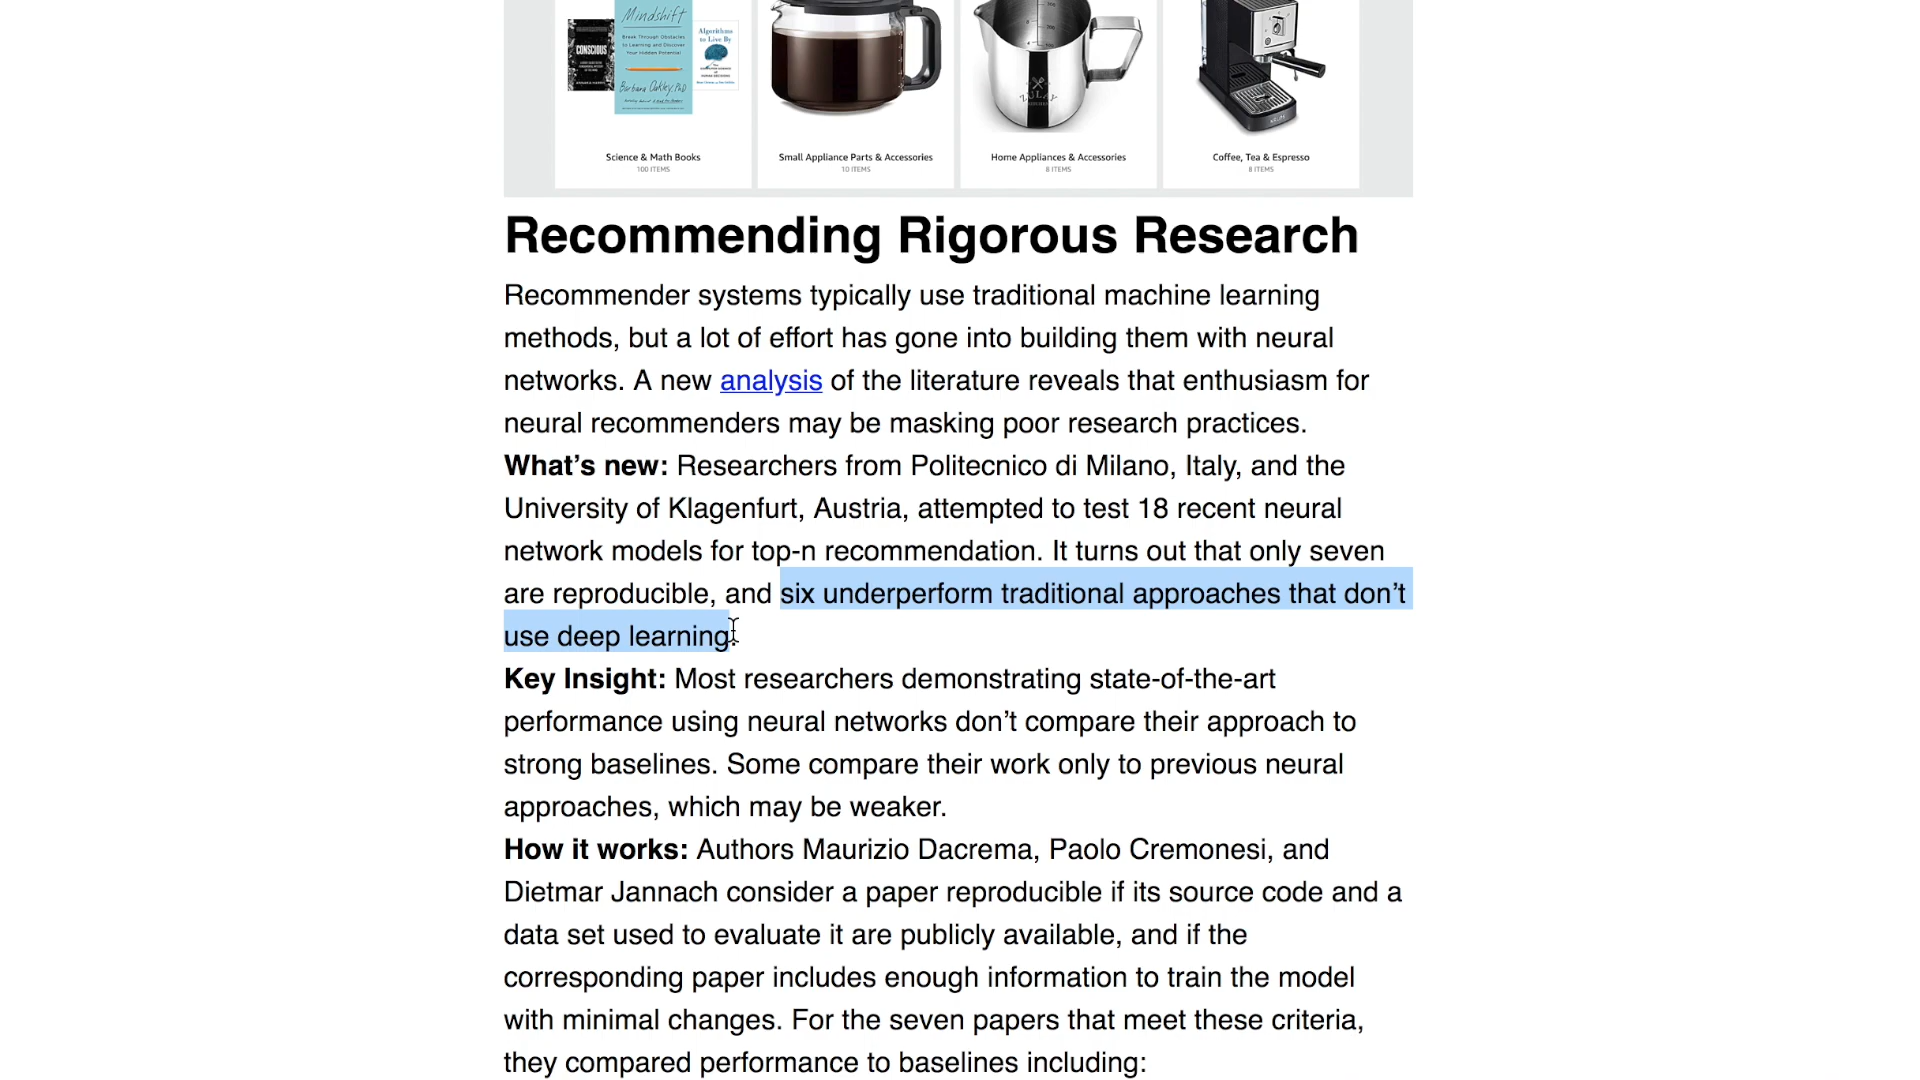 CONSCIOUS
Mindshift
Break Through Obstacles
to Learning and Discover
Your Hidden Potential
Barbara Oakley, PhD
Algorithms
to Live By
ZULAY
KRUPS
Science & Math Books
100 ITEMS
Small Appliance Parts & Accessories
10 ITEMS
Home Appliances & Accessories
8 ITEMS
Coffee, Tea & Espresso
8 ITEMS
Recommending Rigorous Research
Recommender systems typically use traditional machine learning
methods, but a lot of effort has gone into building them with neural
networks. A new analysis of the literature reveals that enthusiasm for
neural recommenders may be masking poor research practices.
What’s new: Researchers from Politecnico di Milano, Italy, and the
University of Klagenfurt, Austria, attempted to test 18 recent neural
network models for top-n recommendation. It turns out that only seven
are reproducible, and six underperform traditional approaches that don’t
use deep learning.
Key Insight: Most researchers demonstrating state-of-the-art
performance using neural networks don’t compare their approach to
strong baselines. Some compare their work only to previous neural
approaches, which may be weaker.
How it works: Authors Maurizio Dacrema, Paolo Cremonesi, and
Dietmar Jannach consider a paper reproducible if its source code and a
data set used to evaluate it are publicly available, and if the
corresponding paper includes enough information to train the model
with minimal changes. For the seven papers that meet these criteria,
they compared performance to baselines including: